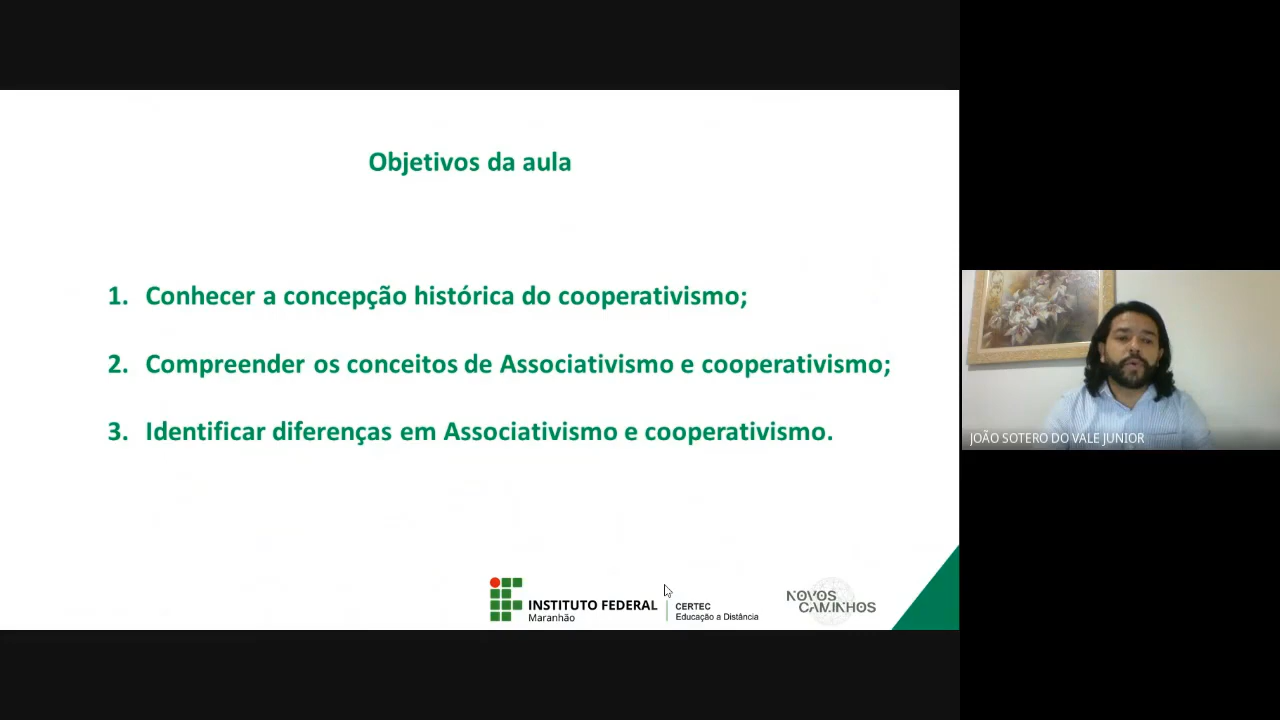 Objetivos da aula
1. Conhecer a concepção histórica do cooperativismo;
2. Compreender os conceitos de Associativismo e cooperativismo;
3. Identificar diferenças em Associativismo e cooperativismo.
INSTITUTO FEDERAL
Maranhão
CERTEC
Educação a Distância
NOVOS
CAMINHOS
JOÃO SOTERO DO VALE JUNIOR